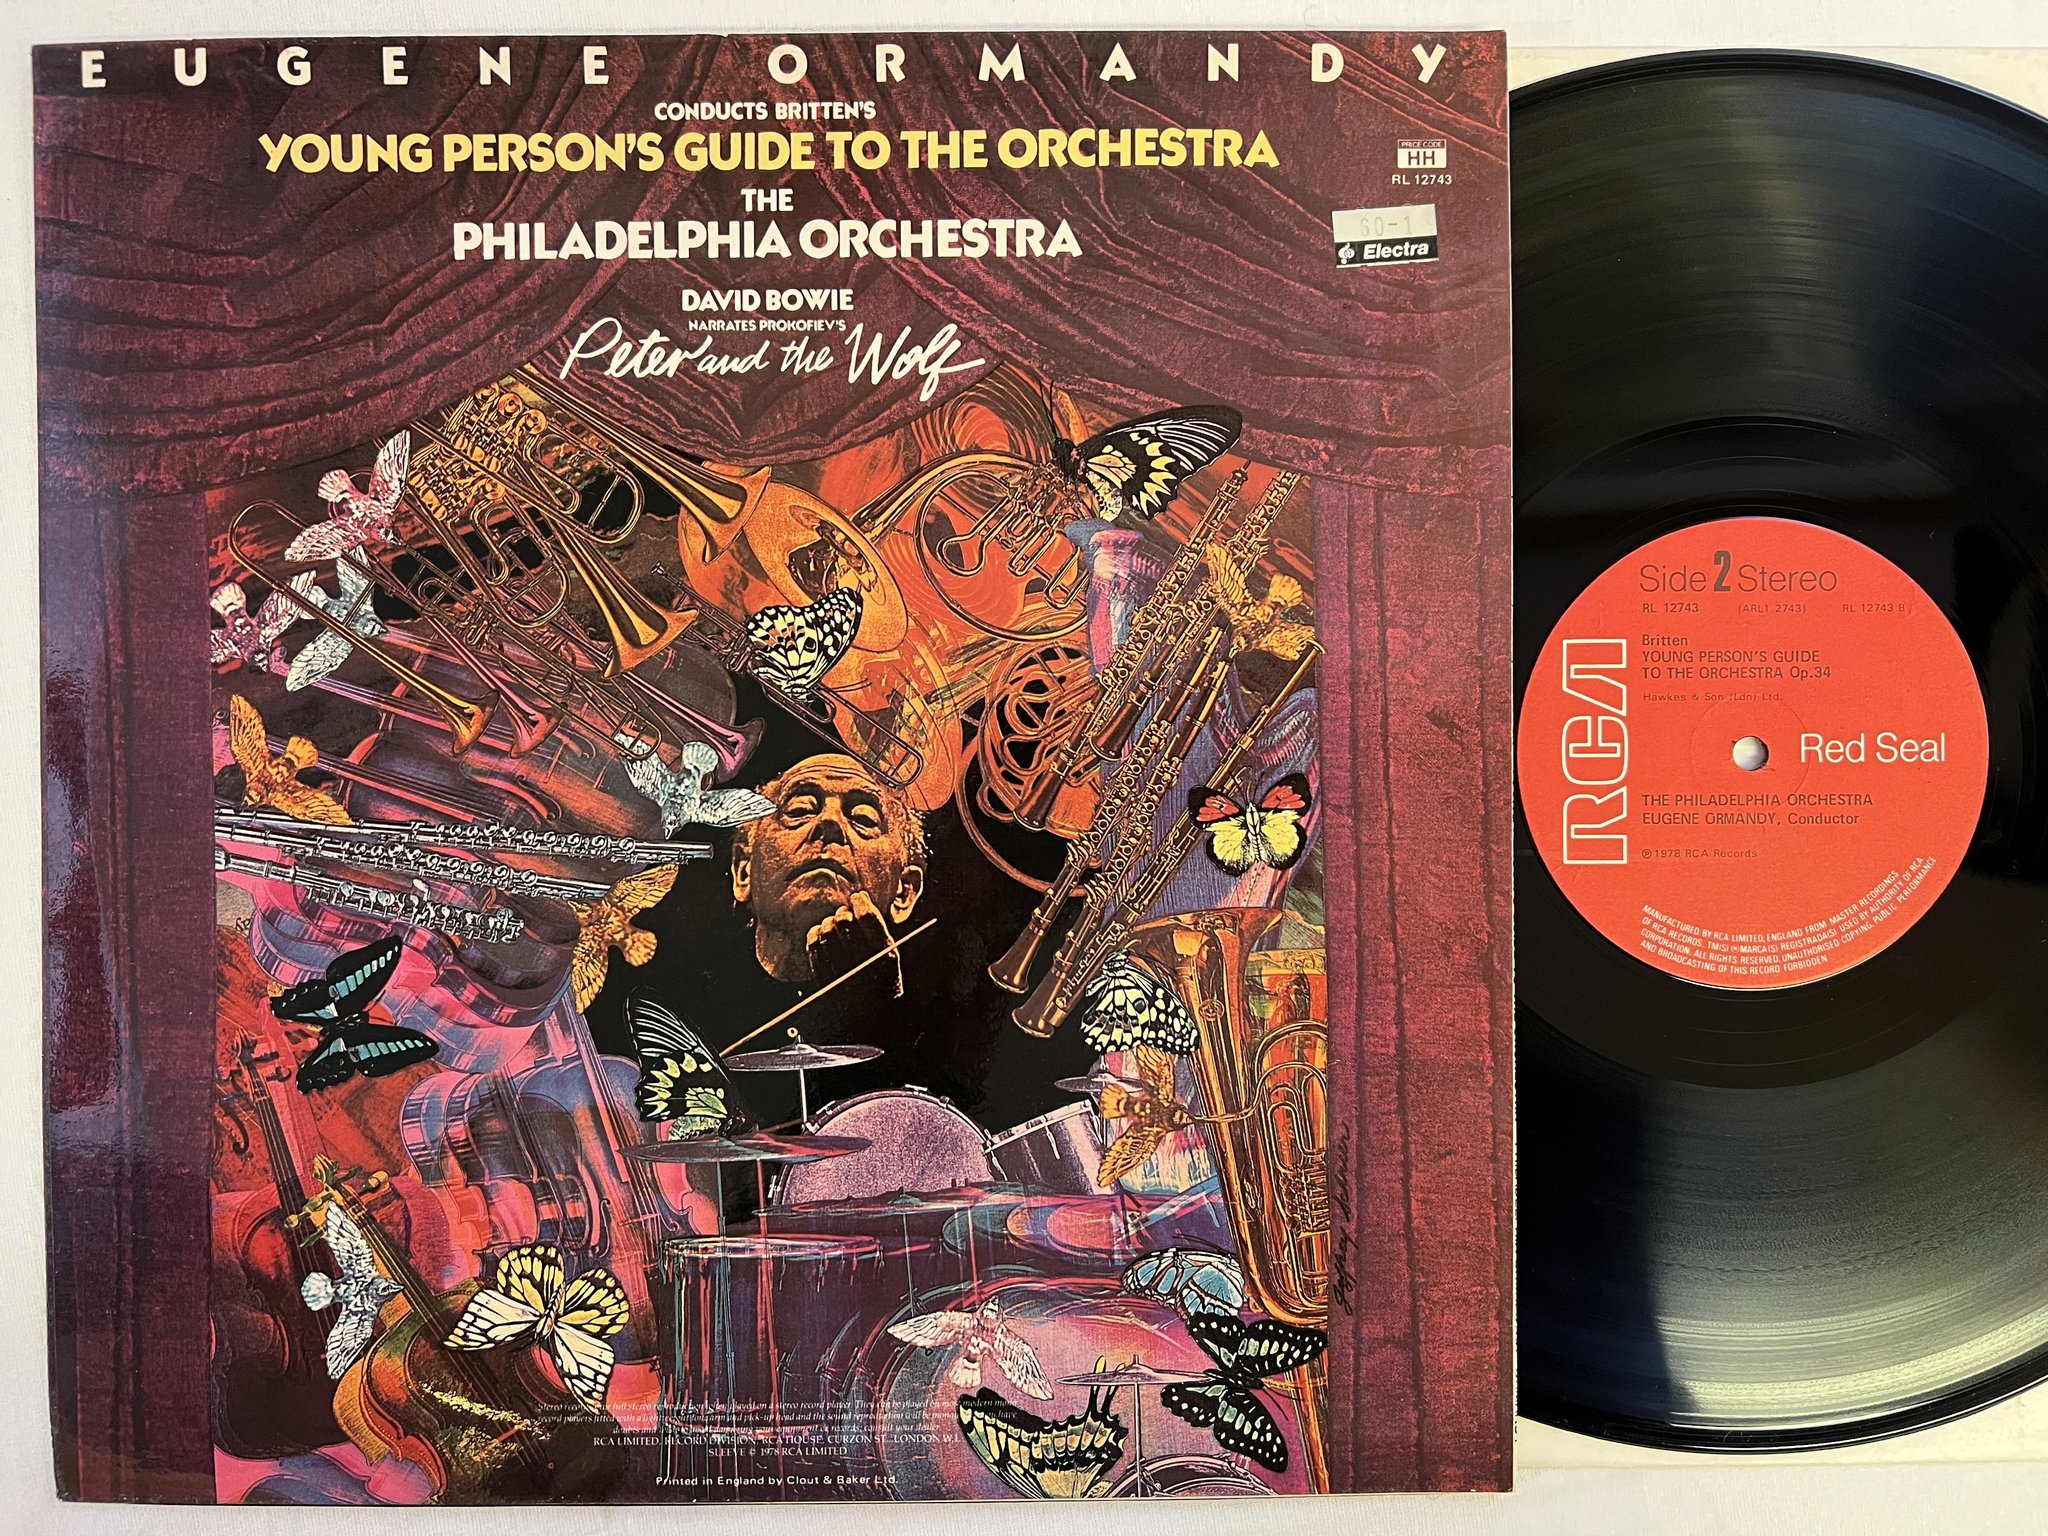 EUGENE ORMANDY
CONDUCTS BRITTEN'S
YOUNG PERSON'S GUIDE TO THE ORCHESTRA
THE
PHILADELPHIA ORCHESTRA
DAVID BOWIE
NARRATES PROKOFIEV'S
Peter and the Wolf
PRICE CODE
HH
RL 12743
60-1
Electra
Geoffrey
RCA LIMITED, RECORD DIVISION, RCA HOUSE, CURZON ST., LONDON W.1.
SLEEVE © 1978 RCA LIMITED
Printed in England by Clout & Baker Ltd.
Side 2 Stereo
RL 12743 (ARL1 2743) RL 12743 B
Britten
YOUNG PERSON'S GUIDE
TO THE ORCHESTRA Op.34
Hawkes & Son (Ldn) Ltd.
RCA
Red Seal
THE PHILADELPHIA ORCHESTRA
EUGENE ORMANDY, Conductor
℗1978 RCA Records
MANUFACTURED BY RCA LIMITED, ENGLAND FROM MASTER RECORDINGS
OF RCA RECORDS. TM(S) ® MARCA(S) REGISTRADA(S) USED BY AUTHORITY OF RCA
CORPORATION. ALL RIGHTS RESERVED. UNAUTHORISED COPYING, PUBLIC PERFORMANCE
AND BROADCASTING OF THIS RECORD FORBIDDEN